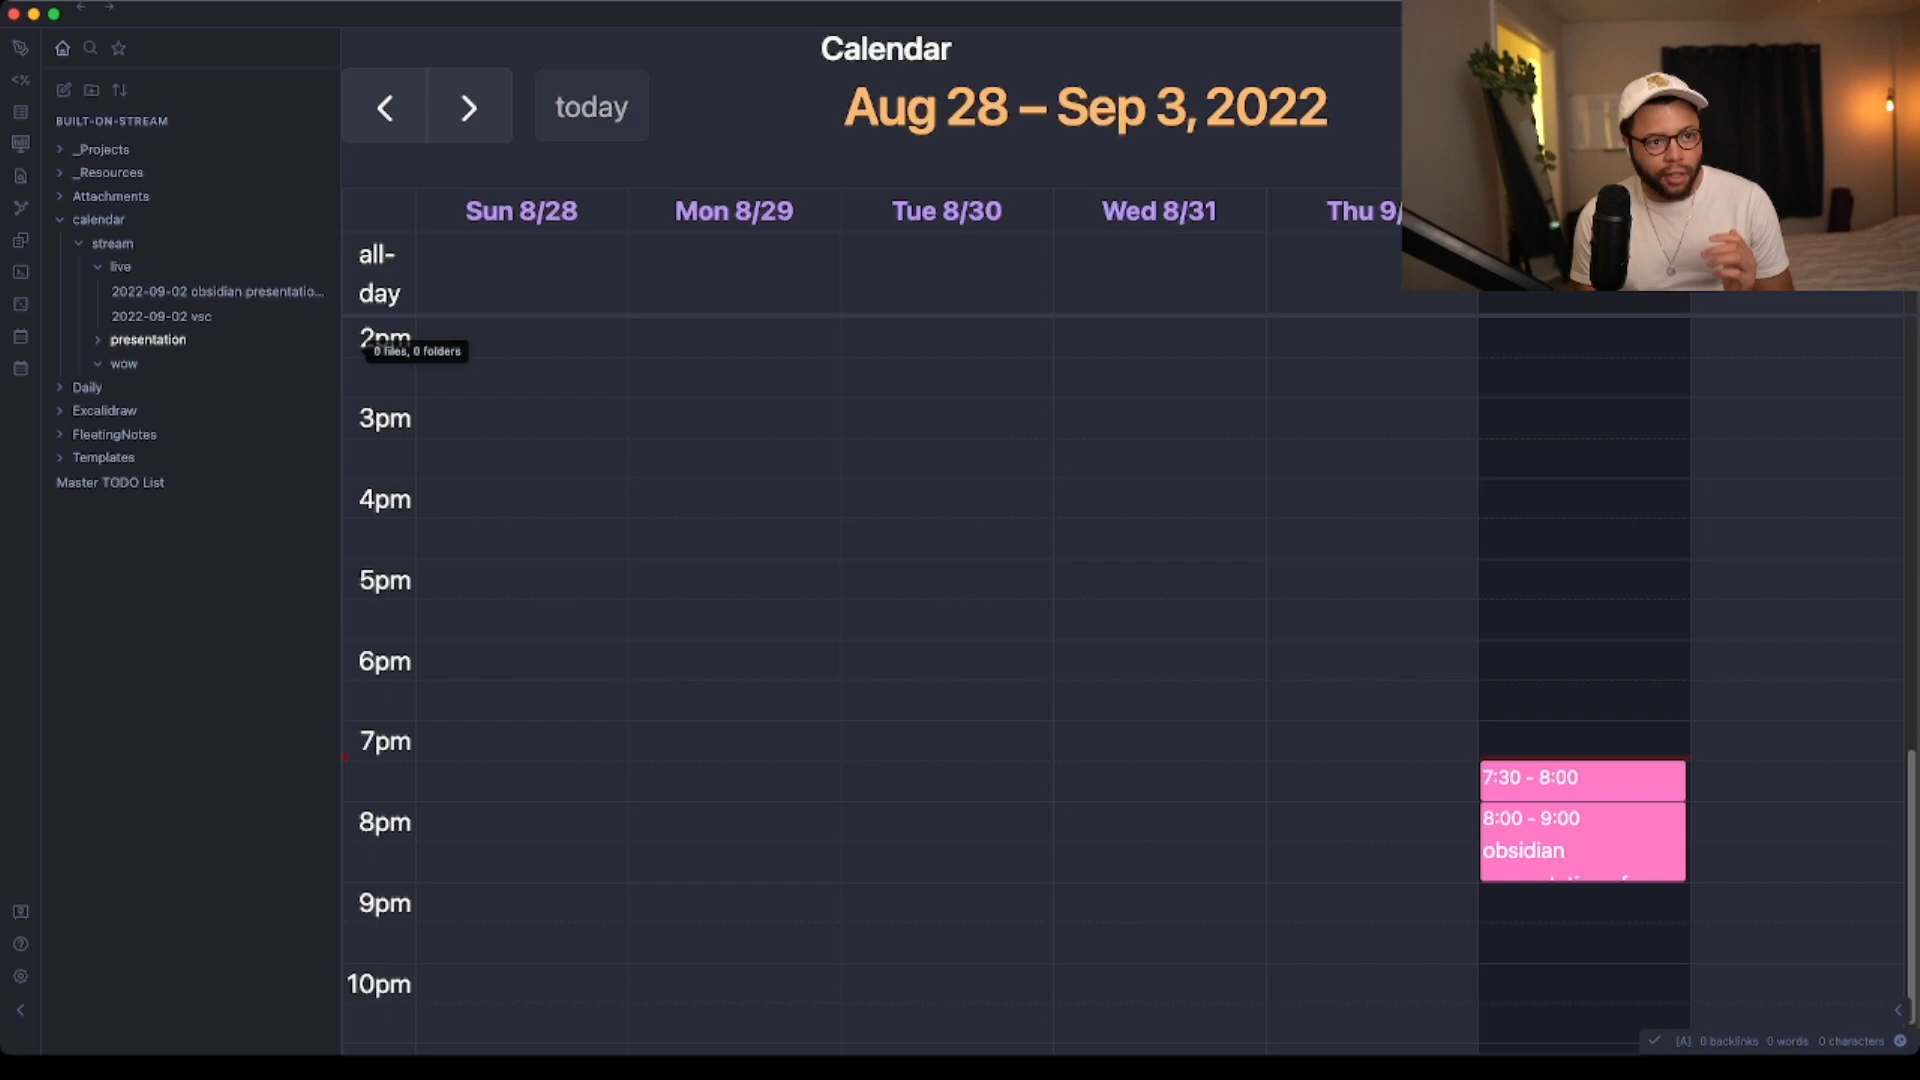 Calendar
today
Aug 28 – Sep 3, 2022
BUILT-ON-STREAM
_Projects
_Resources
Attachments
calendar
stream
live
2022-09-02 obsidian presentatio...
2022-09-02 vsc
presentation
wow
Daily
Excalidraw
FleetingNotes
Templates
Master TODO List
Sun 8/28
Mon 8/29
Tue 8/30
Wed 8/31
Thu 9/
all-
day
2pm
0 files, 0 folders
3pm
4pm
5pm
6pm
7pm
7:30 - 8:00
8pm
8:00 - 9:00
obsidian
9pm
10pm
[A] 0 backlinks 0 words 0 characters